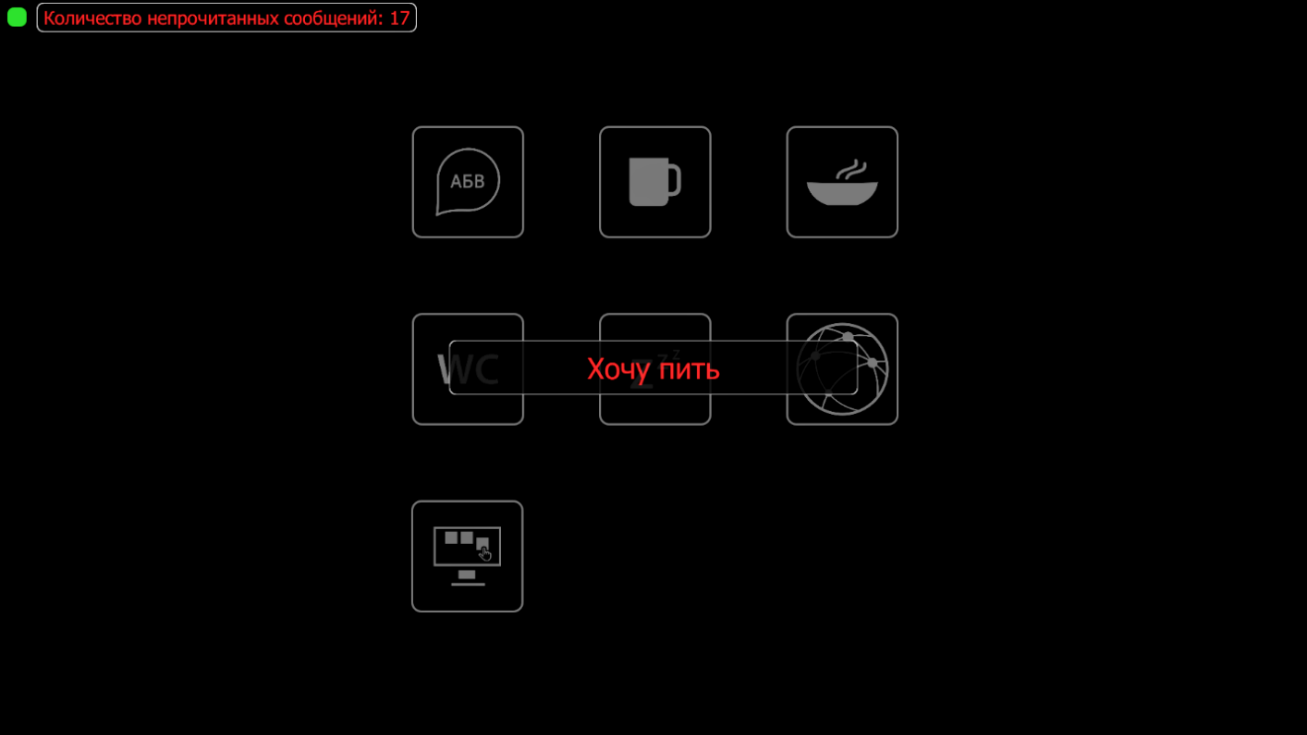 Количество непрочитанных сообщений: 17
АБВ
WC
Хочу пить
Z Z Z